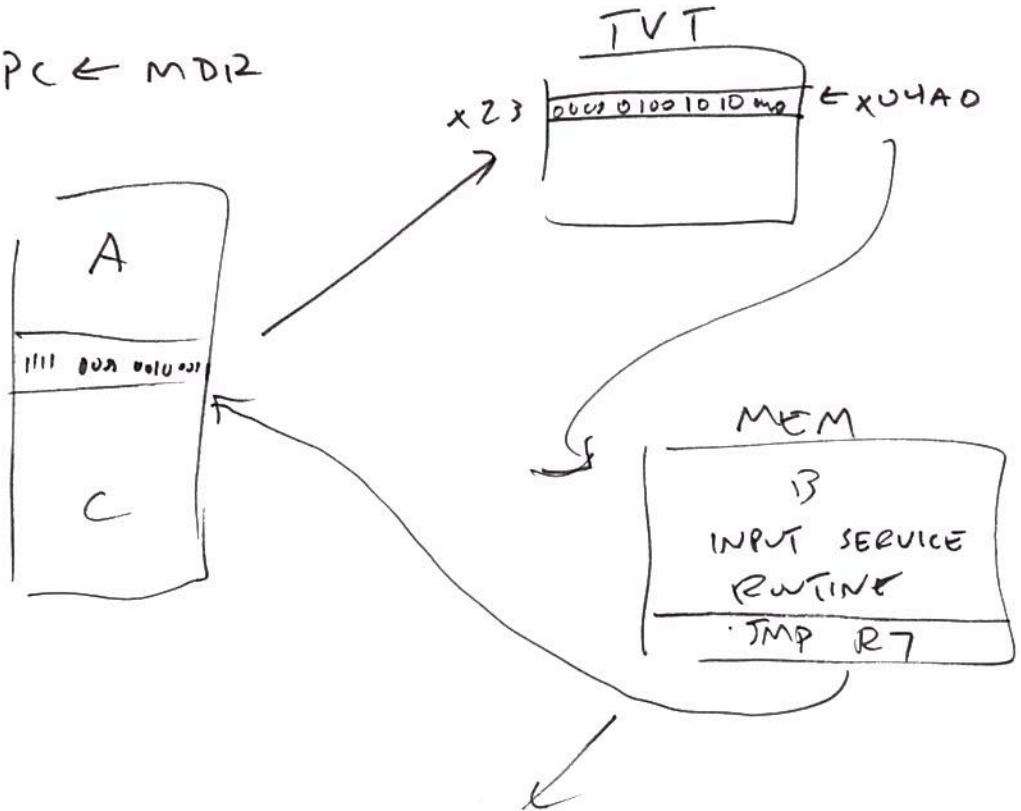 TVT
PC ← MDR
x23 0000 0100 1010 0000 ← x04A0
A
1111 0000 0010 0011
C
MEM
B
INPUT SERVICE
ROUTINE
JMP R7